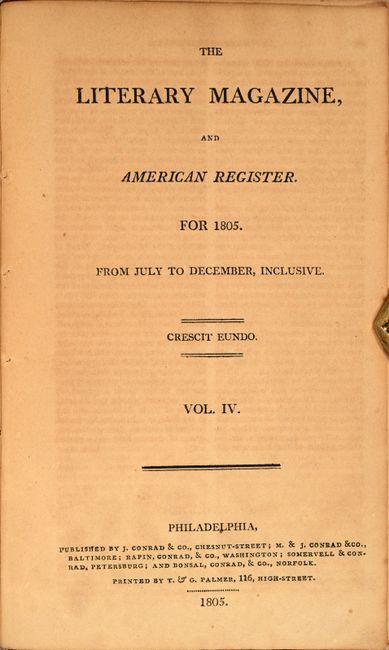 THE
LITERARY MAGAZINE,
AND
AMERICAN REGISTER.
FOR 1805.
FROM JULY TO DECEMBER, INCLUSIVE.
CRESCIT EUNDO.
VOL. IV.
PHILADELPHIA,
PUBLISHED BY J. CONRAD & CO., CHESNUT-STREET; M. & J. CONRAD &CO.,
BALTIMORE; RAPIN, CONRAD, & CO., WASHINGTON; SOMERVELL & CON-
RAD, PETERSBURG; AND BONSAL, CONRAD, & CO., NORFOLK.
PRINTED BY T. & G. PALMER, 116, HIGH-STREET.
1805.